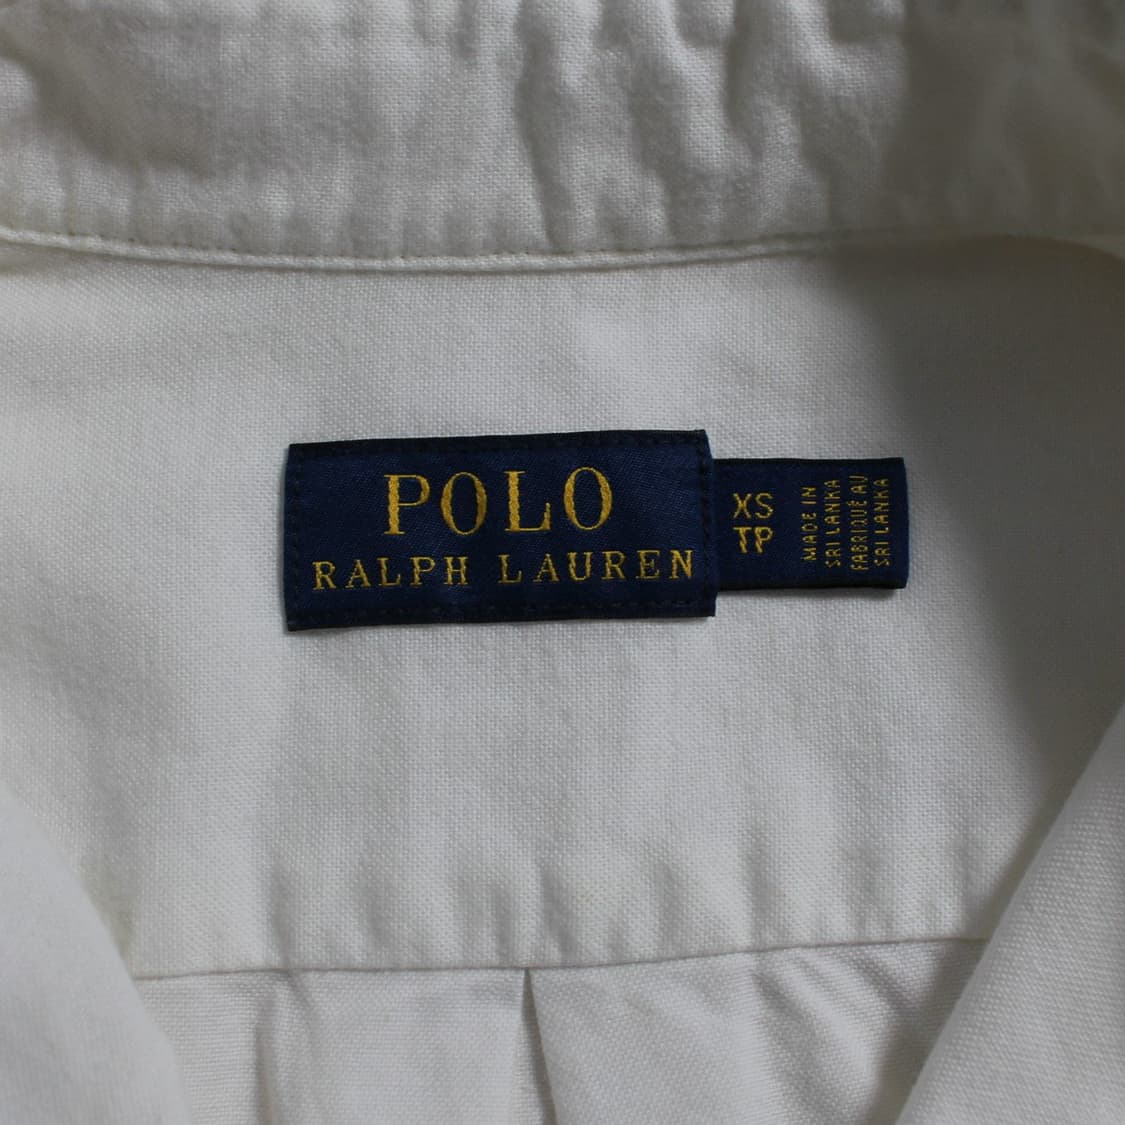 POLO
RALPH LAUREN
XS
TP
MADE IN
SRI LANKA
FABRIQUÉ AU
SRI LANKA